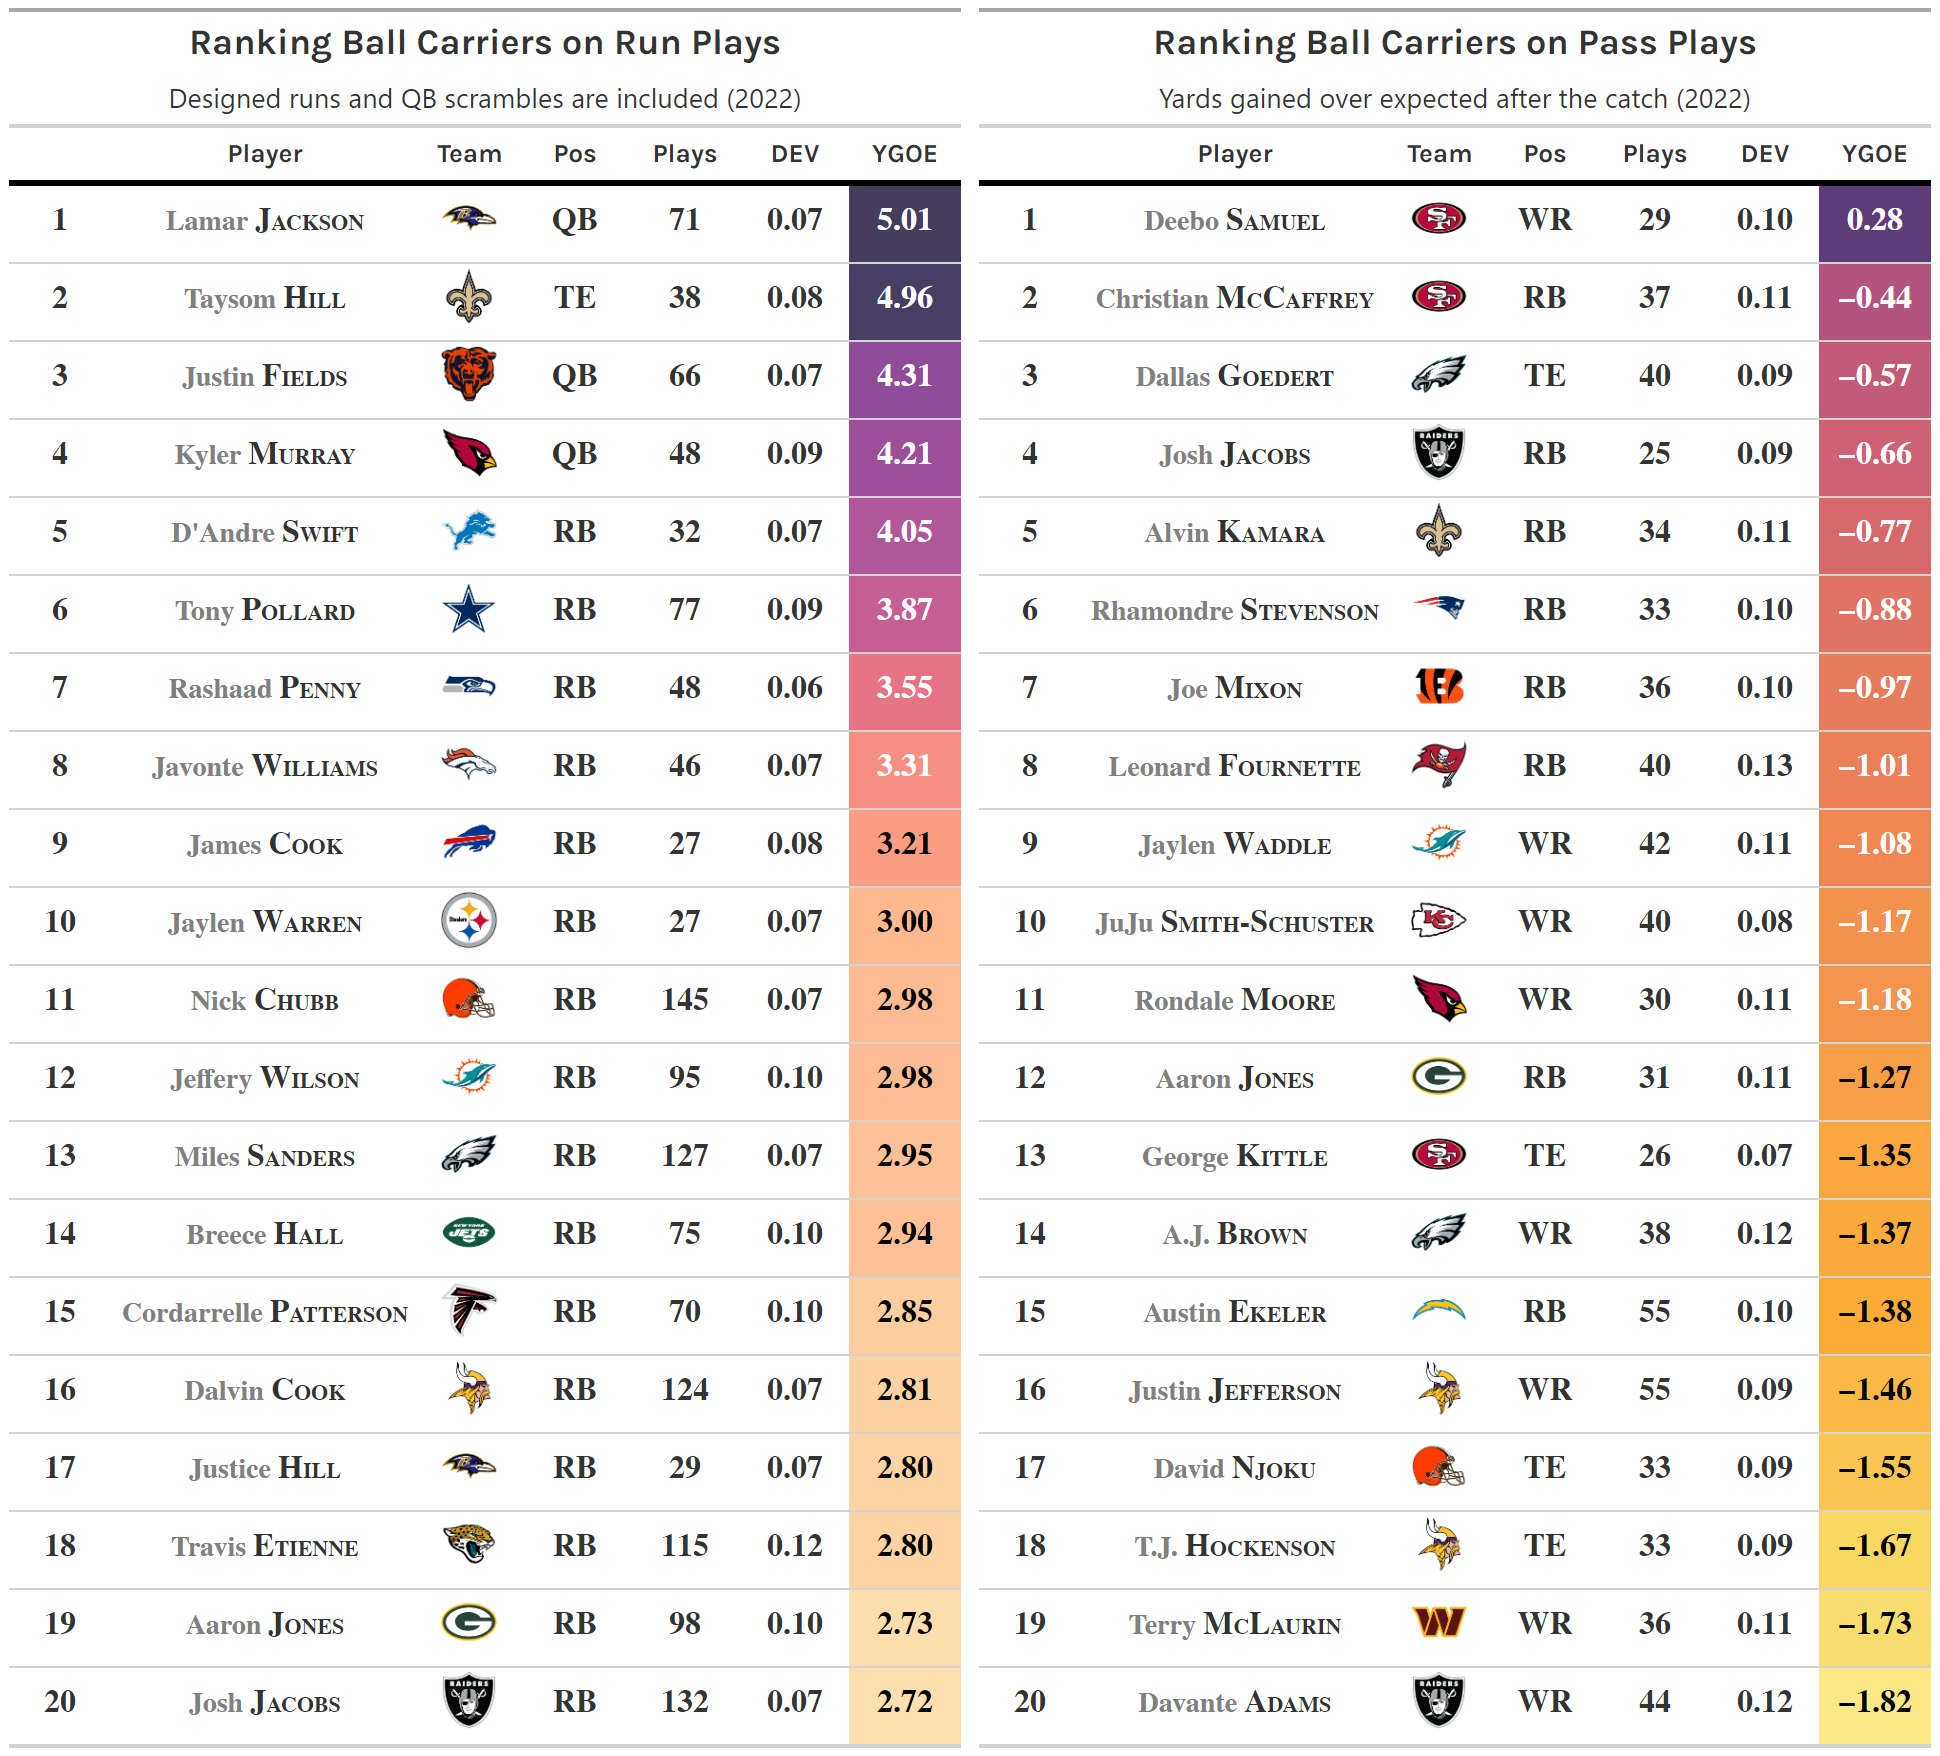 Ranking Ball Carriers on Run Plays
Designed runs and QB scrambles are included (2022)
Player Team Pos Plays DEV YGOE
1 Lamar JACKSON QB 71 0.07 5.01
2 Taysom HILL TE 38 0.08 4.96
3 Justin FIELDS QB 66 0.07 4.31
4 Kyler MURRAY QB 48 0.09 4.21
5 D'Andre SWIFT RB 32 0.07 4.05
6 Tony POLLARD RB 77 0.09 3.87
7 Rashaad PENNY RB 48 0.06 3.55
8 Javonte WILLIAMS RB 46 0.07 3.31
9 James COOK RB 27 0.08 3.21
10 Jaylen WARREN Steelers RB 27 0.07 3.00
11 Nick CHUBB RB 145 0.07 2.98
12 Jeffery WILSON RB 95 0.10 2.98
13 Miles SANDERS RB 127 0.07 2.95
14 Breece HALL NEW YORK JETS RB 75 0.10 2.94
15 Cordarrelle PATTERSON RB 70 0.10 2.85
16 Dalvin COOK RB 124 0.07 2.81
17 Justice HILL RB 29 0.07 2.80
18 Travis ETIENNE RB 115 0.12 2.80
19 Aaron JONES G RB 98 0.10 2.73
20 Josh JACOBS RAIDERS RB 132 0.07 2.72
Ranking Ball Carriers on Pass Plays
Yards gained over expected after the catch (2022)
Player Team Pos Plays DEV YGOE
1 Deebo SAMUEL SF WR 29 0.10 0.28
2 Christian MCCAFFREY SF RB 37 0.11 −0.44
3 Dallas GOEDERT TE 40 0.09 −0.57
4 Josh JACOBS RAIDERS RB 25 0.09 −0.66
5 Alvin KAMARA RB 34 0.11 −0.77
6 Rhamondre STEVENSON RB 33 0.10 −0.88
7 Joe MIXON B RB 36 0.10 −0.97
8 Leonard FOURNETTE RB 40 0.13 −1.01
9 Jaylen WADDLE WR 42 0.11 −1.08
10 JuJu SMITH-SCHUSTER KC WR 40 0.08 −1.17
11 Rondale MOORE WR 30 0.11 −1.18
12 Aaron JONES G RB 31 0.11 −1.27
13 George KITTLE SF TE 26 0.07 −1.35
14 A.J. BROWN WR 38 0.12 −1.37
15 Austin EKELER RB 55 0.10 −1.38
16 Justin JEFFERSON WR 55 0.09 −1.46
17 David NJOKU TE 33 0.09 −1.55
18 T.J. HOCKENSON TE 33 0.09 −1.67
19 Terry MCLAURIN W WR 36 0.11 −1.73
20 Davante ADAMS RAIDERS WR 44 0.12 −1.82